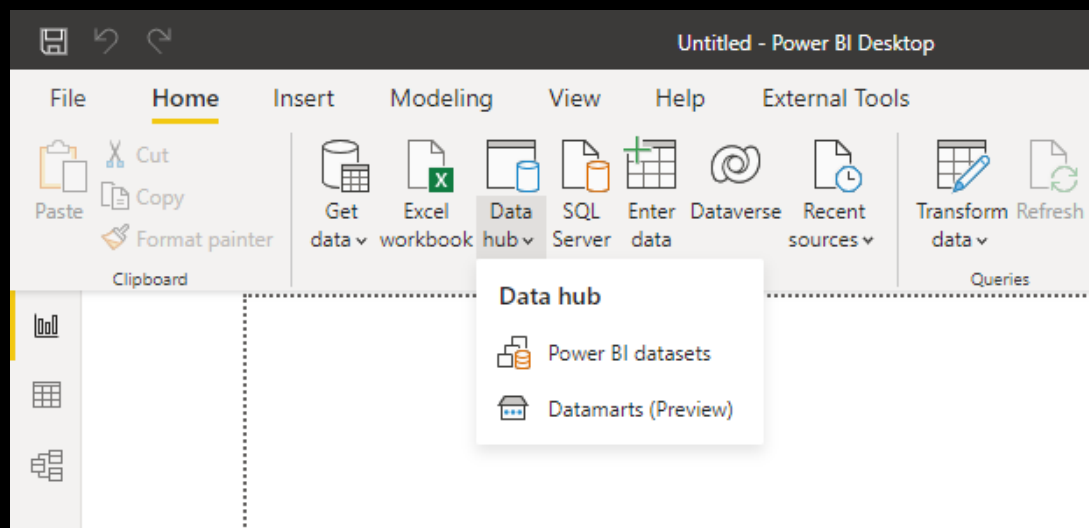 Untitled - Power BI Desktop
File Home Insert Modeling View Help External Tools
Paste
Cut
Copy
Format painter
Clipboard
Get data
Excel workbook
Data hub
SQL Server
Enter data
Dataverse
Recent sources
Transform data
Refresh
Queries
Data hub
Power BI datasets
Datamarts (Preview)